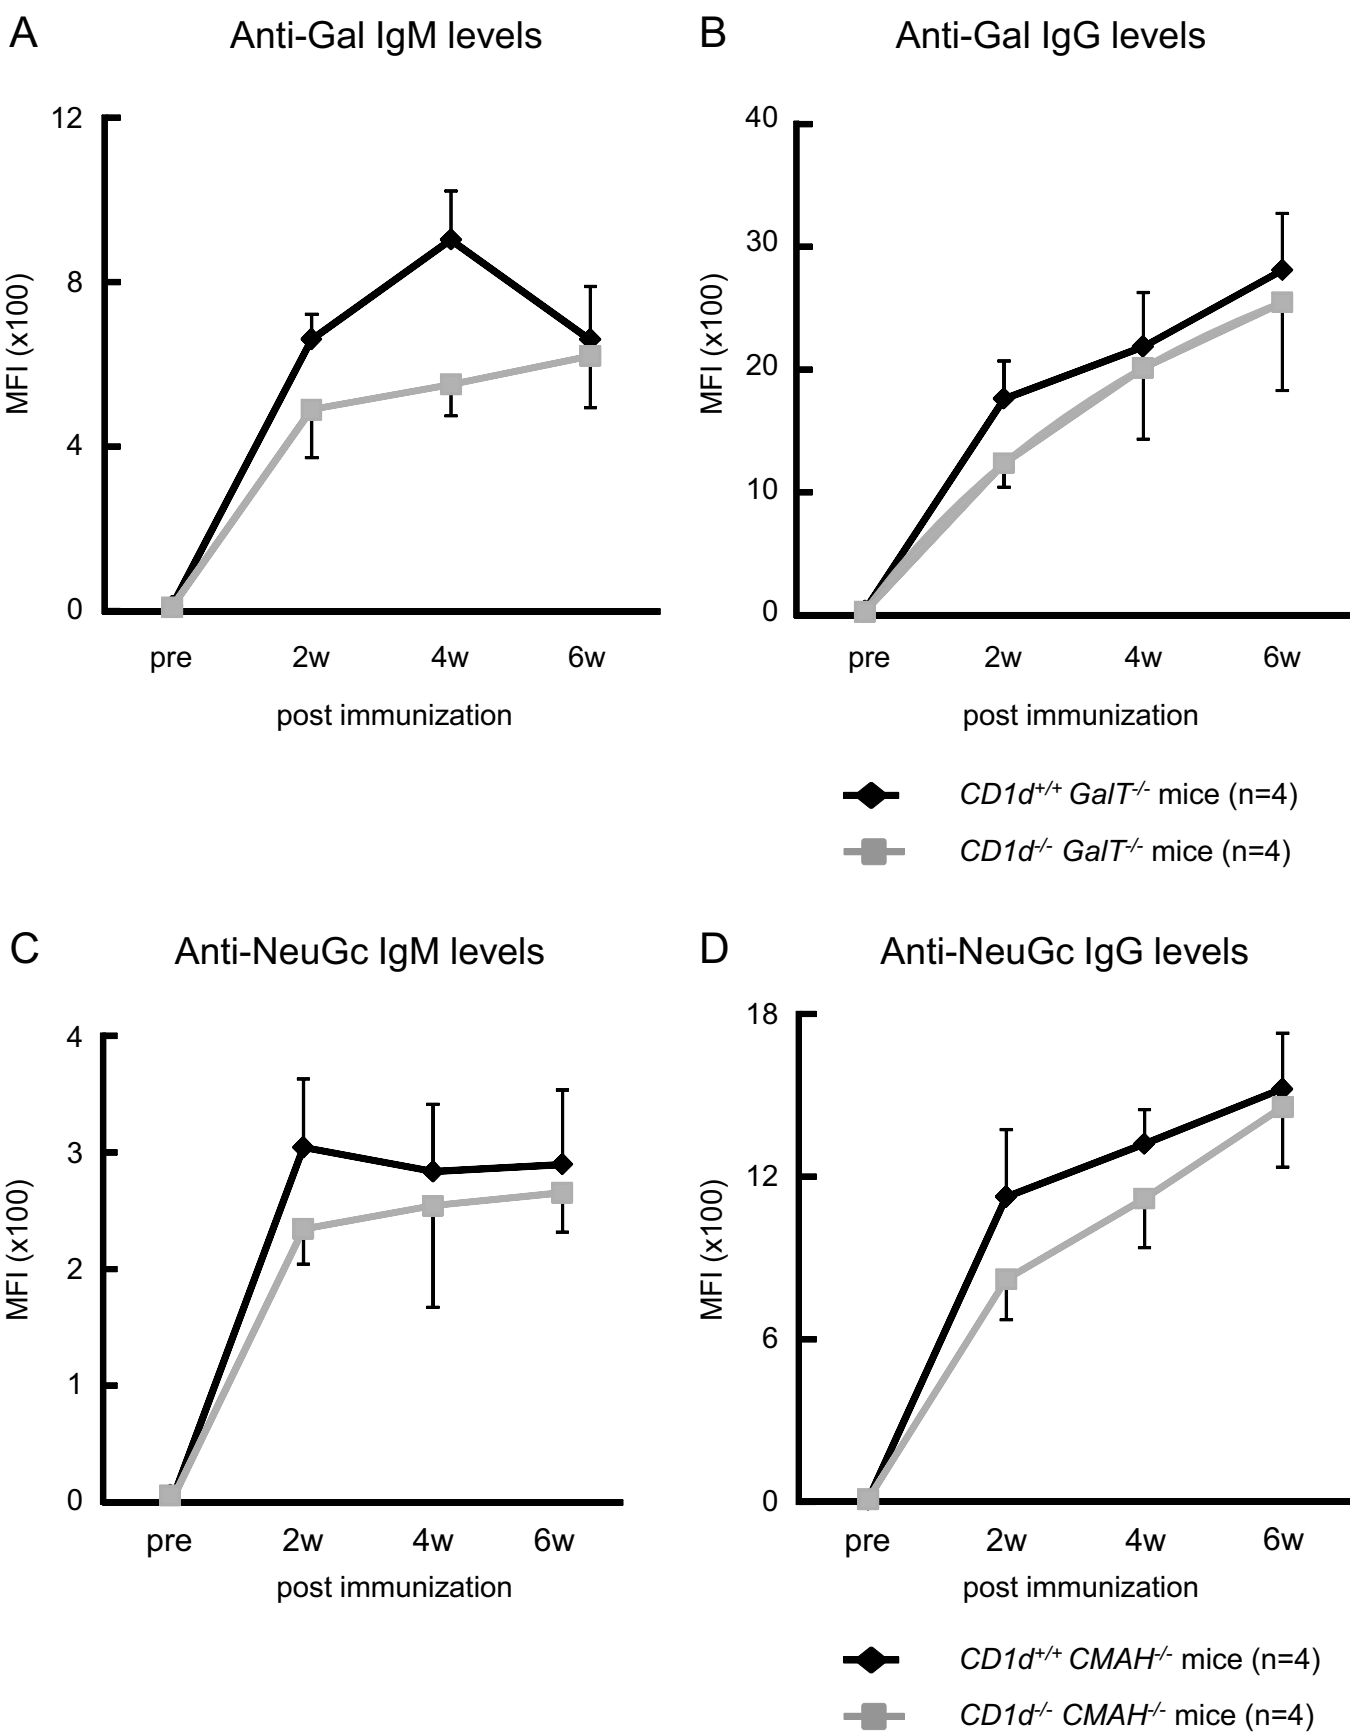 A Anti-Gal IgM levels
12
8
4
0
MFI (x100)
pre 2w 4w 6w
post immunization
B Anti-Gal IgG levels
40
30
20
10
0
MFI (x100)
pre 2w 4w 6w
post immunization
CD1d+/+ GalT-/- mice (n=4)
CD1d-/- GalT-/- mice (n=4)
C Anti-NeuGc IgM levels
4
3
2
1
0
MFI (x100)
pre 2w 4w 6w
post immunization
D Anti-NeuGc IgG levels
18
12
6
0
MFI (x100)
pre 2w 4w 6w
post immunization
CD1d+/+ CMAH-/- mice (n=4)
CD1d-/- CMAH-/- mice (n=4)